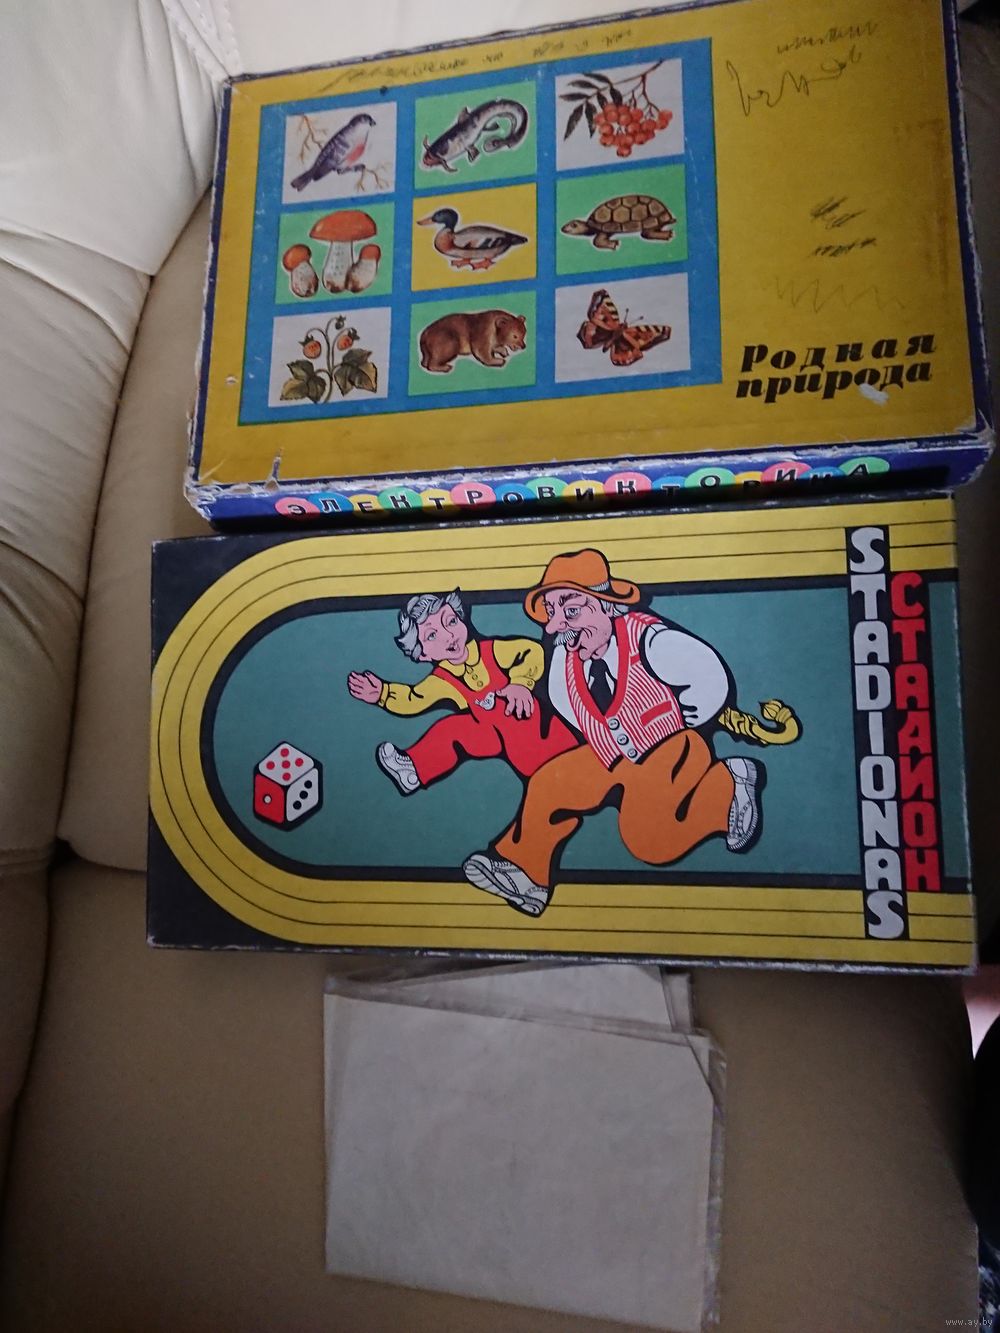 Родная
природа
ЭЛЕКТРОВИКТОРИНА
STADIONAS
СТАДИОН
www.ay.by